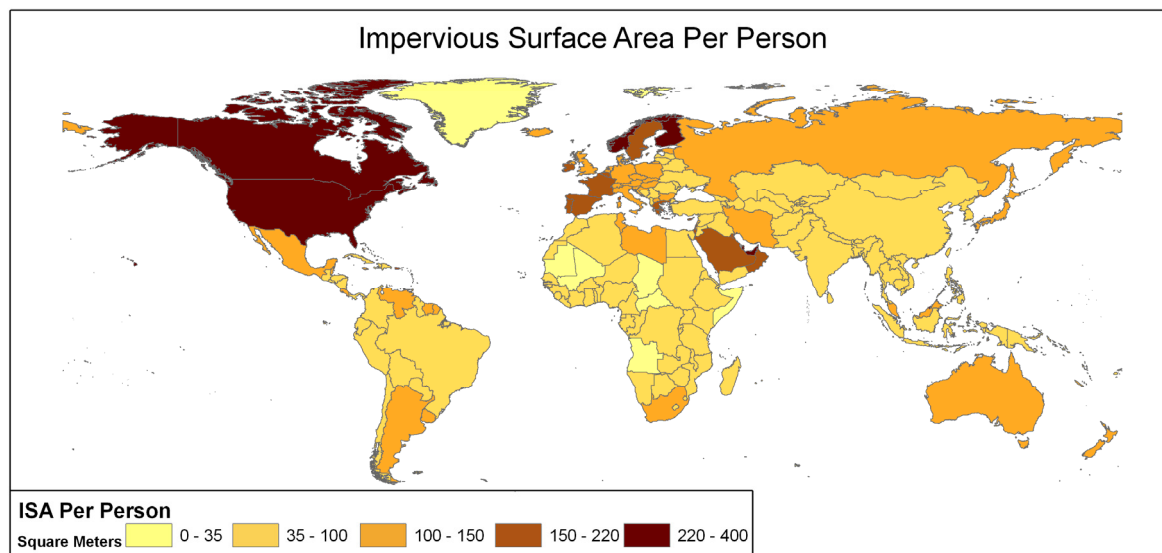 Impervious Surface Area Per Person
ISA Per Person
Square Meters 0 - 35 35 - 100 100 - 150 150 - 220 220 - 400